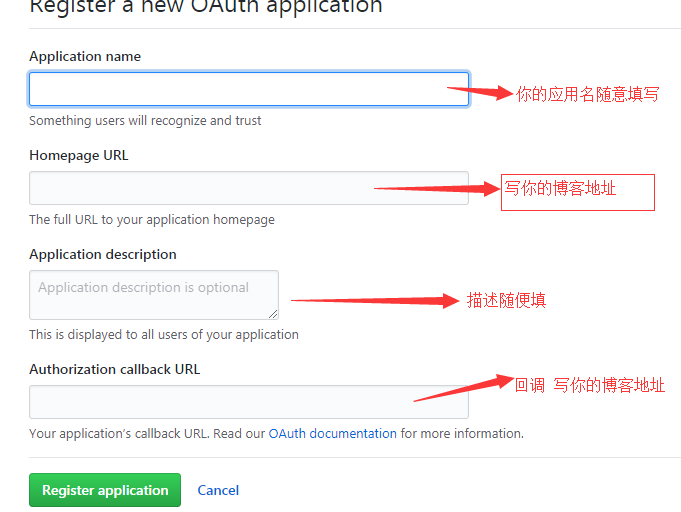 Register a new OAuth application
Application name
你的应用名随意填写
Something users will recognize and trust
Homepage URL
写你的博客地址
The full URL to your application homepage
Application description
Application description is optional
描述随便填
This is displayed to all users of your application
Authorization callback URL
回调 写你的博客地址
Your application's callback URL. Read our OAuth documentation for more information.
Register application Cancel